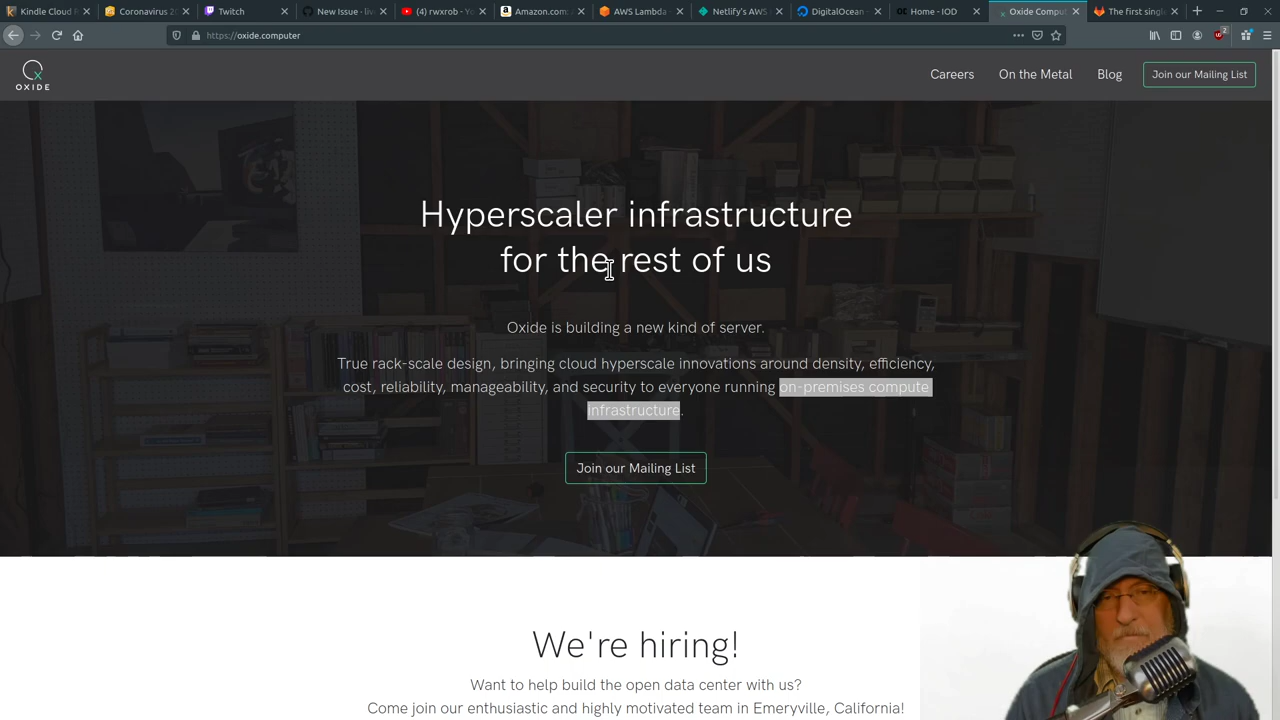 Kindle Cloud R
Coronavirus 20
Twitch
New Issue · liv
(4) rwxrob - Yo
Amazon.com:
AWS Lambda -
Netlify's AWS
DigitalOcean
Home - IOD
Oxide Comput
The first singl
https://oxide.computer
2
OXIDE
Careers
On the Metal
Blog
Join our Mailing List
Hyperscaler infrastructure
for the rest of us
Oxide is building a new kind of server.
True rack-scale design, bringing cloud hyperscale innovations around density, efficiency,
cost, reliability, manageability, and security to everyone running on-premises compute
infrastructure.
Join our Mailing List
We're hiring!
Want to help build the open data center with us?
Come join our enthusiastic and highly motivated team in Emeryville, California!